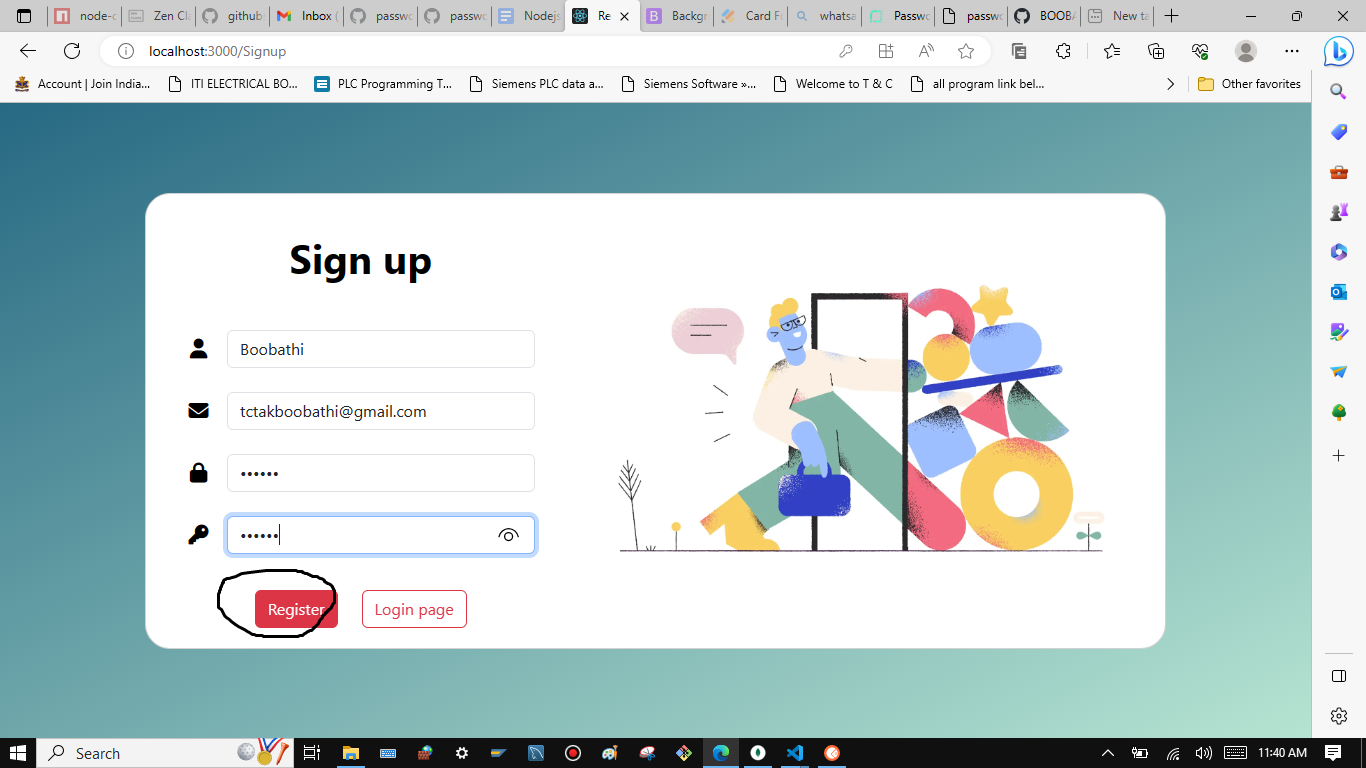 node-c
Zen Cla
github
Inbox (
passwo
passwo
Nodejs
Re
Backgr
Card Fo
whatsa
Passwo
passwo
BOOBA
New ta
localhost:3000/Signup
Account | Join India...
ITI ELECTRICAL BO...
PLC Programming T...
Siemens PLC data a...
Siemens Software »...
Welcome to T & C
all program link bel...
Other favorites
Sign up
Boobathi
tctakboobathi@gmail.com
••••••
••••••
Register
Login page
Search
11:40 AM